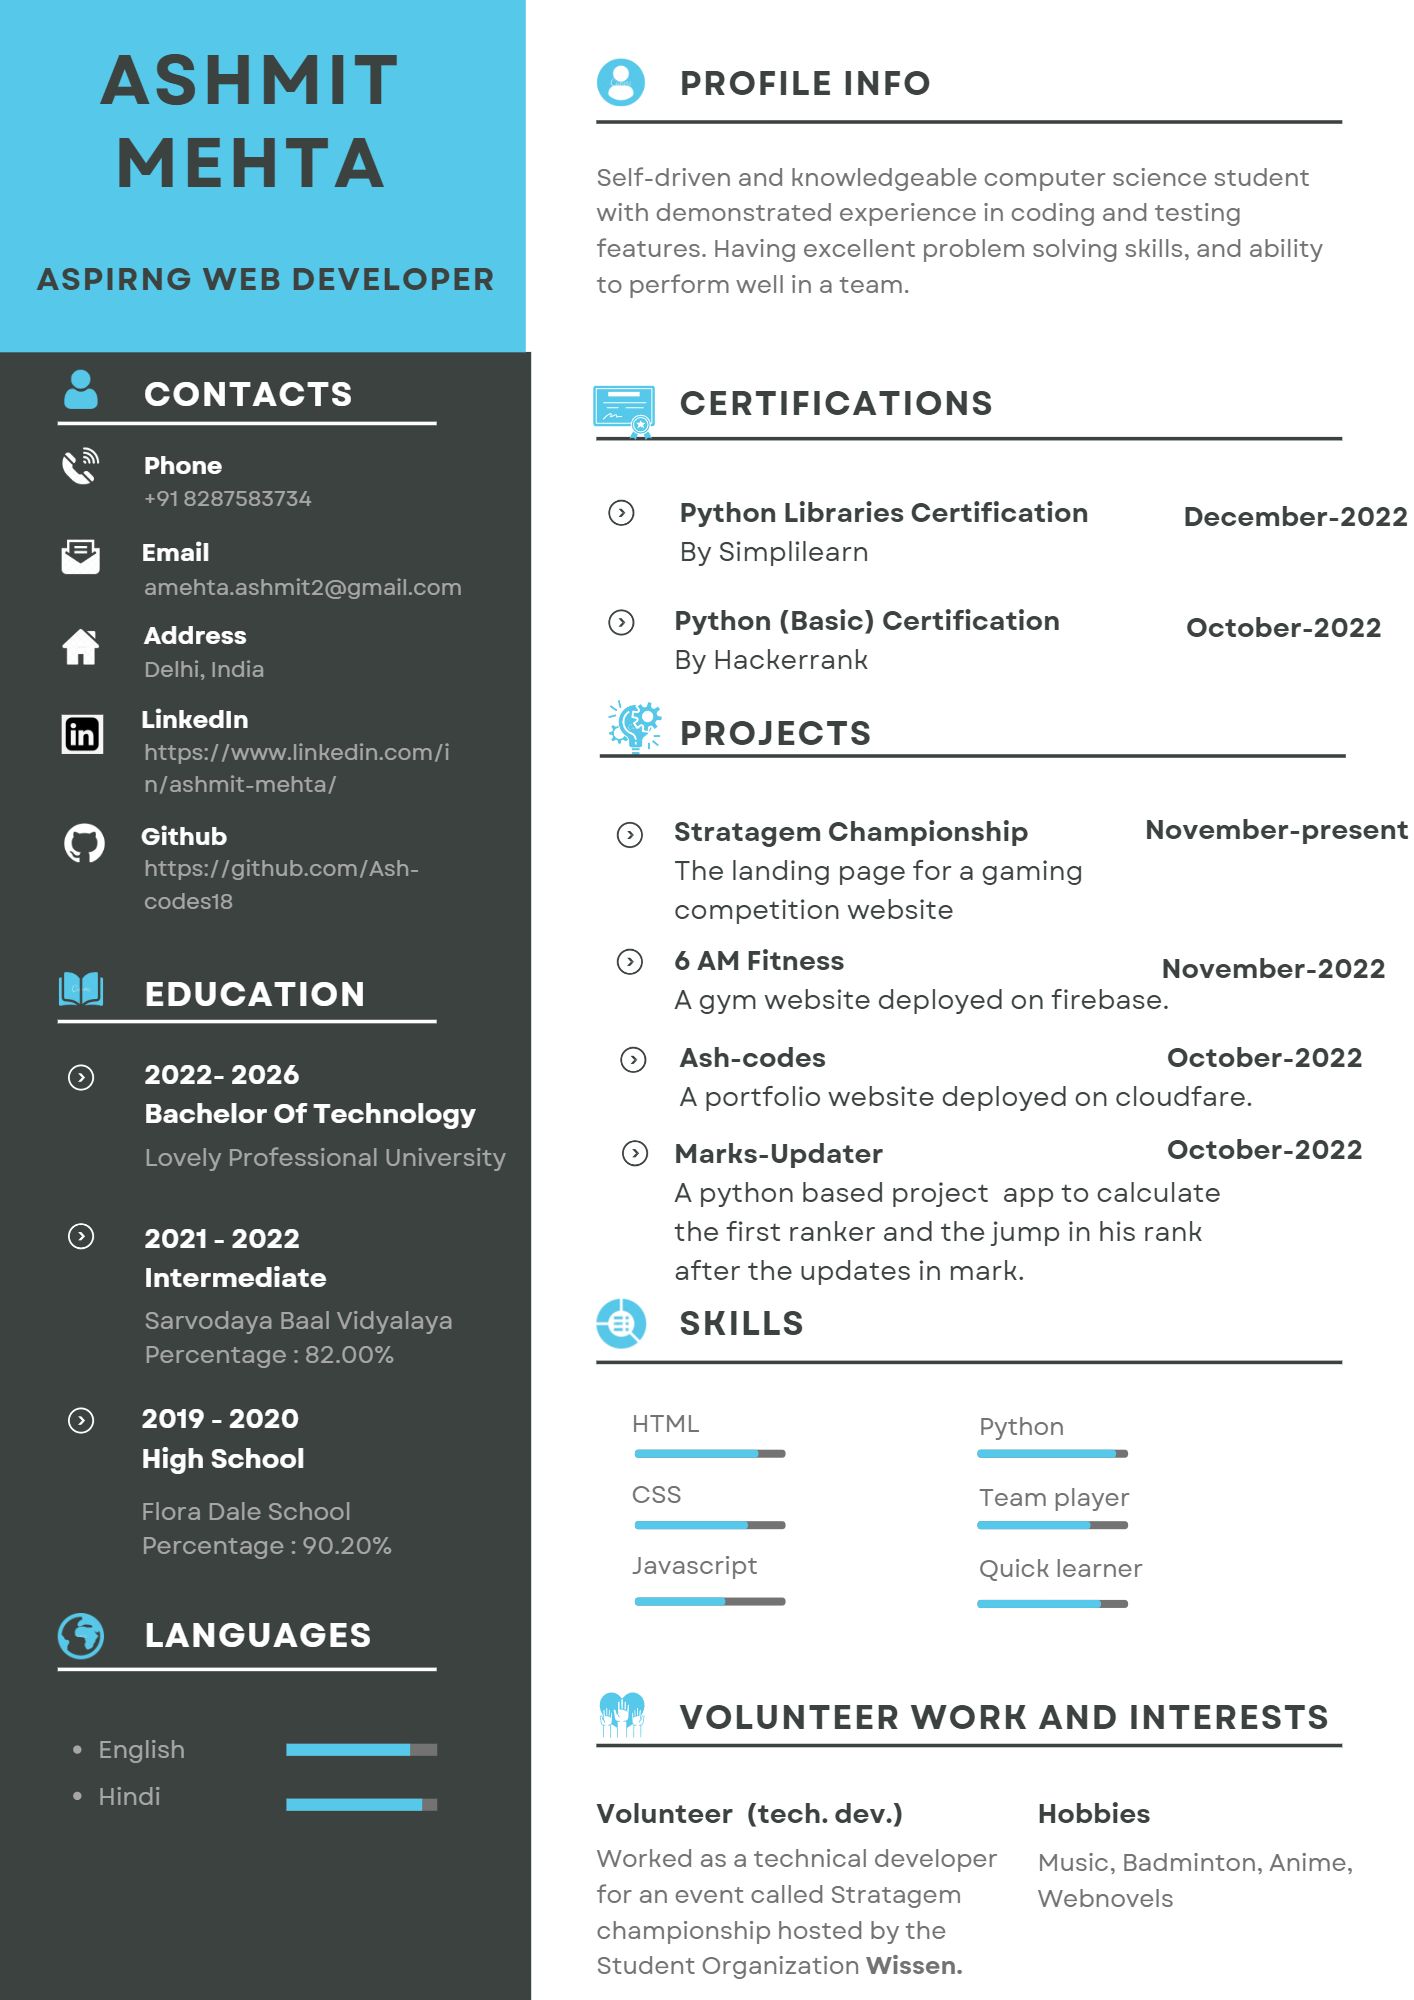 ASHMIT
MEHTA
ASPIRNG WEB DEVELOPER
CONTACTS
Phone
+91 8287583734
Email
amehta.ashmit2@gmail.com
Address
Delhi, India
LinkedIn
https://www.linkedin.com/i
n/ashmit-mehta/
Github
https://github.com/Ash-
codes18
EDUCATION
2022- 2026
Bachelor Of Technology
Lovely Professional University
2021 - 2022
Intermediate
Sarvodaya Baal Vidyalaya
Percentage : 82.00%
2019 - 2020
High School
Flora Dale School
Percentage : 90.20%
LANGUAGES
• English
• Hindi
PROFILE INFO
Self-driven and knowledgeable computer science student
with demonstrated experience in coding and testing
features. Having excellent problem solving skills, and ability
to perform well in a team.
CERTIFICATIONS
Python Libraries Certification December-2022
By Simplilearn
Python (Basic) Certification October-2022
By Hackerrank
PROJECTS
Stratagem Championship November-present
The landing page for a gaming
competition website
6 AM Fitness November-2022
A gym website deployed on firebase.
Ash-codes October-2022
A portfolio website deployed on cloudfare.
Marks-Updater October-2022
A python based project  app to calculate
the first ranker and the jump in his rank
after the updates in mark.
SKILLS
HTML
CSS
Javascript
Python
Team player
Quick learner
VOLUNTEER WORK AND INTERESTS
Volunteer  (tech. dev.)
Worked as a technical developer
for an event called Stratagem
championship hosted by the
Student Organization Wissen.
Hobbies
Music, Badminton, Anime,
Webnovels